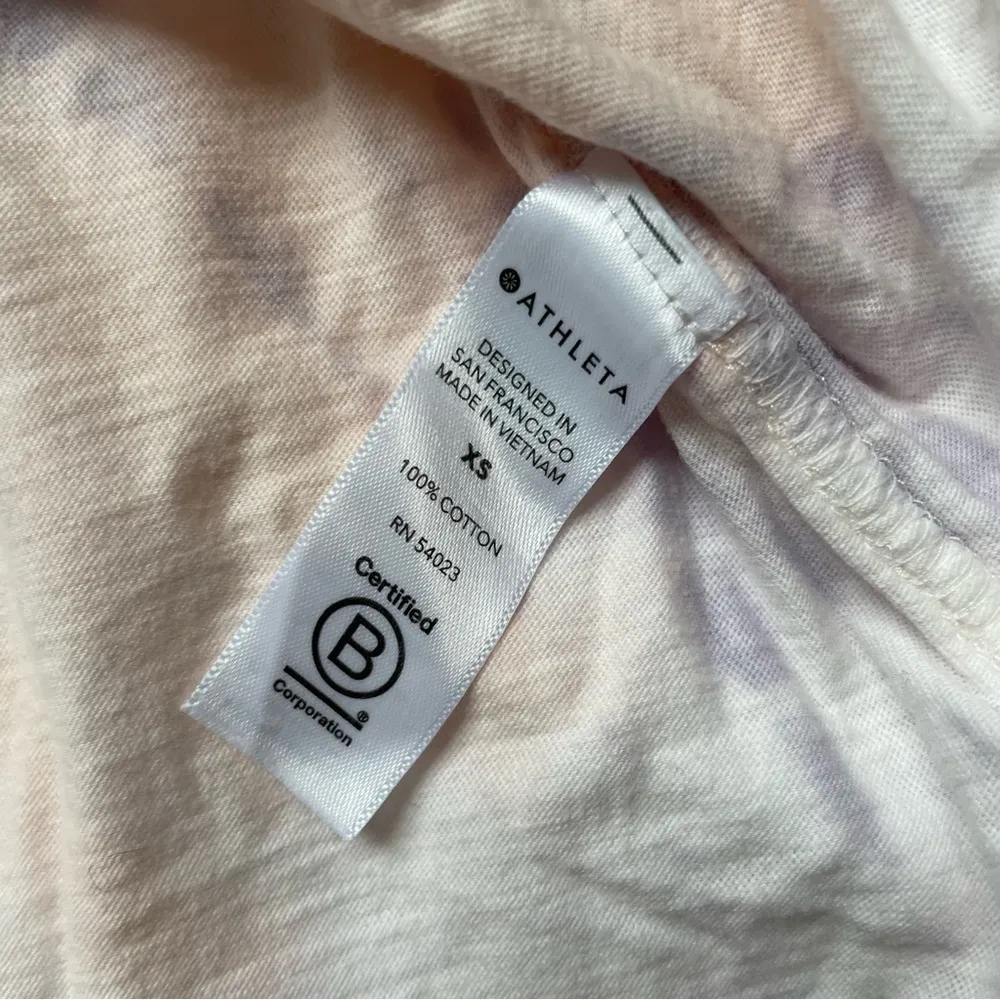 ATHLETA
DESIGNED IN
SAN FRANCISCO
MADE IN VIETNAM
XS
100% COTTON
RN 54023
Certified
B
®
Corporation